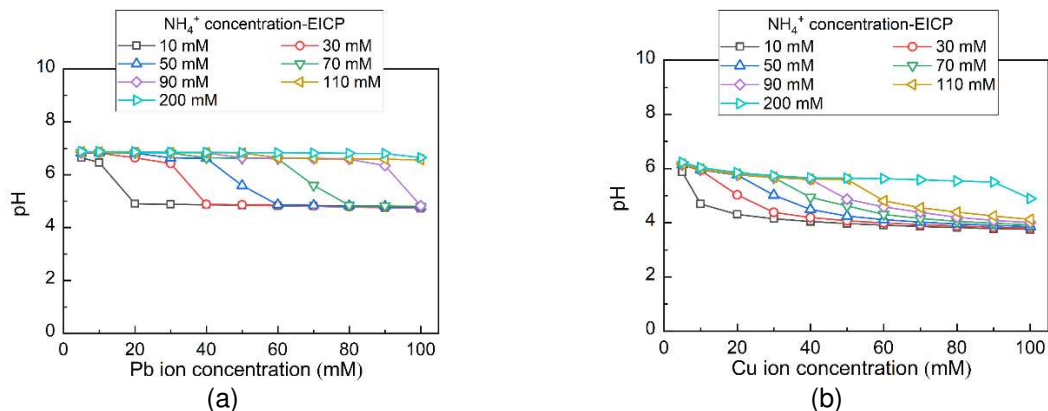 NH₄⁺ concentration-EICP
10 mM
30 mM
50 mM
70 mM
90 mM
110 mM
200 mM
10
8
6
4
2
0
pH
0
20
40
60
80
100
Pb ion concentration (mM)
(a)
NH₄⁺ concentration-EICP
10 mM
30 mM
50 mM
70 mM
90 mM
110 mM
200 mM
10
8
6
4
2
0
pH
0
20
40
60
80
100
Cu ion concentration (mM)
(b)